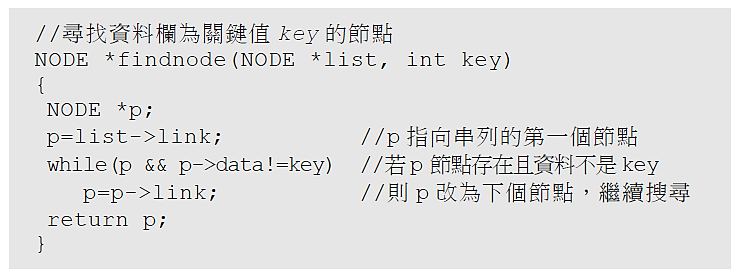 //尋找資料欄為關鍵值 key 的節點
NODE *findnode(NODE *list, int key)
{
NODE *p;
p=list->link; //p 指向串列的第一個節點
while(p && p->data!=key) //若 p 節點存在且資料不是 key
p=p->link; //則 p 改為下個節點，繼續搜尋
return p;
}